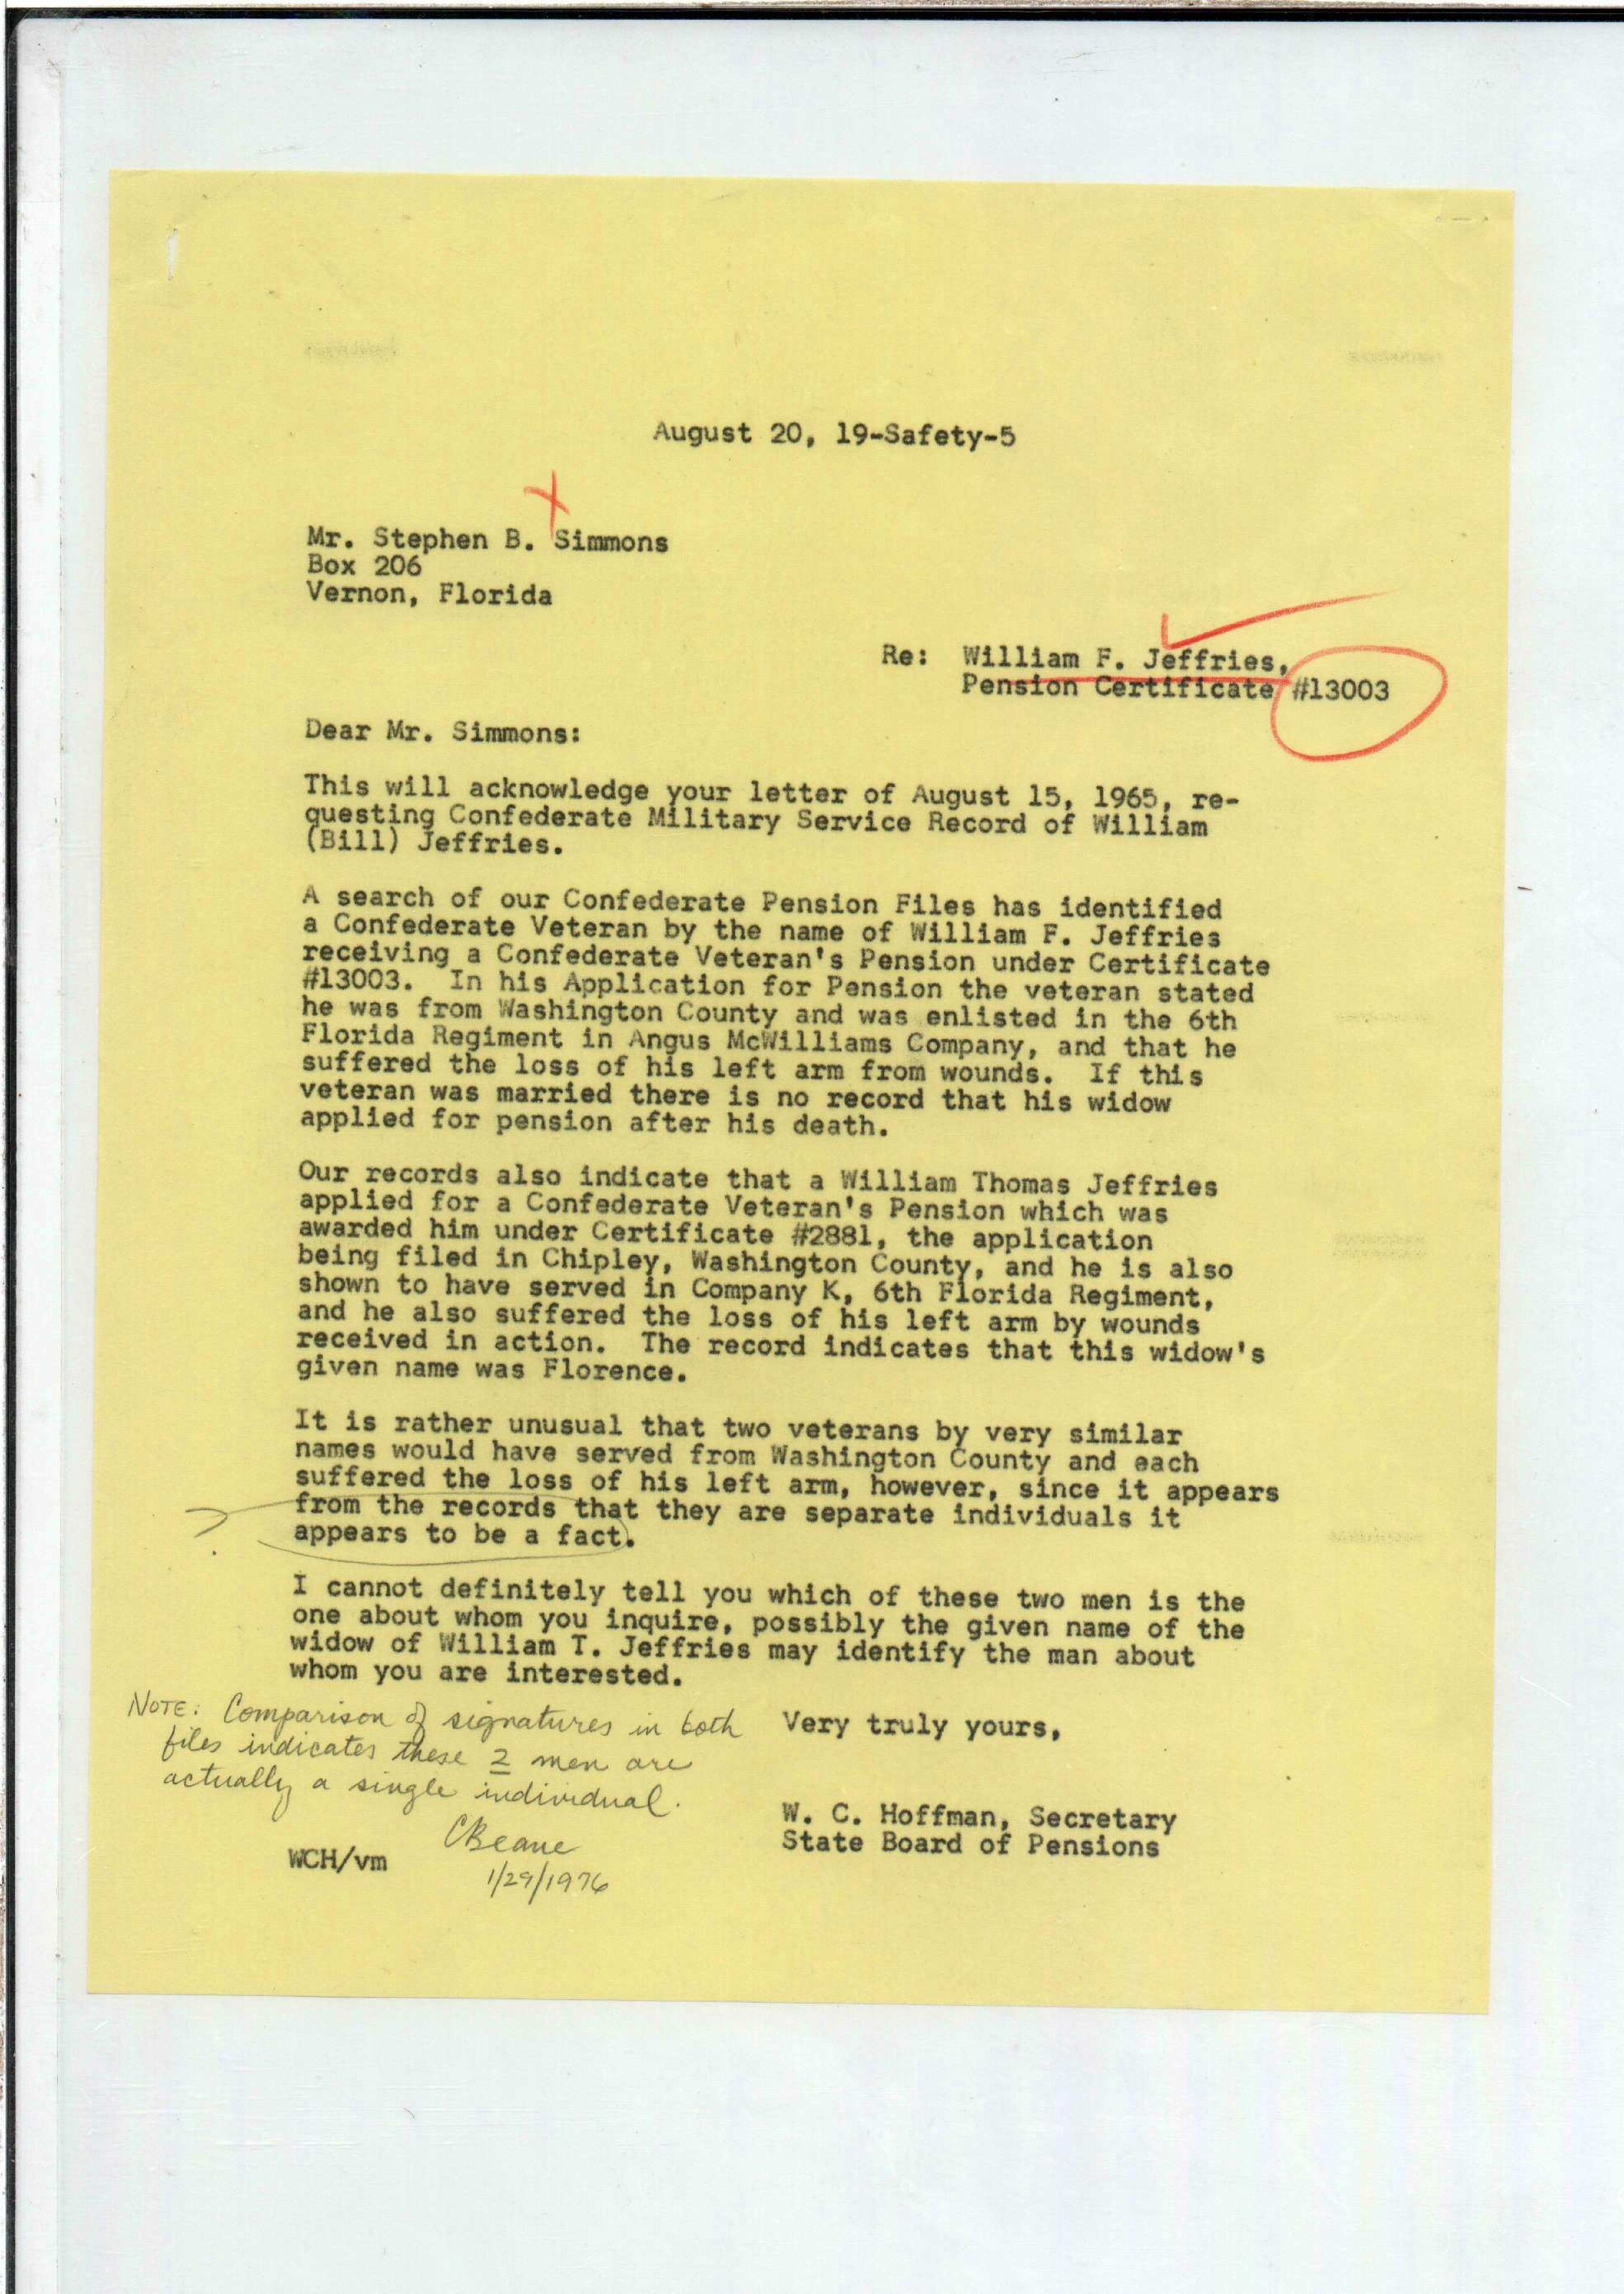 August 20, 19-Safety-5
Mr. Stephen B. Simmons
Box 206
Vernon, Florida
Re: William F. Jeffries,
Pension Certificate #13003
Dear Mr. Simmons:
This will acknowledge your letter of August 15, 1965, re-
questing Confederate Military Service Record of William
(Bill) Jeffries.
A search of our Confederate Pension Files has identified
a Confederate Veteran by the name of William F. Jeffries
receiving a Confederate Veteran's Pension under Certificate
#13003. In his Application for Pension the veteran stated
he was from Washington County and was enlisted in the 6th
Florida Regiment in Angus McWilliams Company, and that he
suffered the loss of his left arm from wounds. If this
veteran was married there is no record that his widow
applied for pension after his death.
Our records also indicate that a William Thomas Jeffries
applied for a Confederate Veteran's Pension which was
awarded him under Certificate #2881, the application
being filed in Chipley, Washington County, and he is also
shown to have served in Company K, 6th Florida Regiment,
and he also suffered the loss of his left arm by wounds
received in action. The record indicates that this widow's
given name was Florence.
It is rather unusual that two veterans by very similar
names would have served from Washington County and each
suffered the loss of his left arm, however, since it appears
from the records that they are separate individuals it
appears to be a fact.
?
I cannot definitely tell you which of these two men is the
one about whom you inquire, possibly the given name of the
widow of William T. Jeffries may identify the man about
whom you are interested.
Very truly yours,
W. C. Hoffman, Secretary
State Board of Pensions
NOTE: Comparison of signatures in both
files indicates these 2 men are
actually a single individual.
CBeane
1/29/1976
WCH/vm